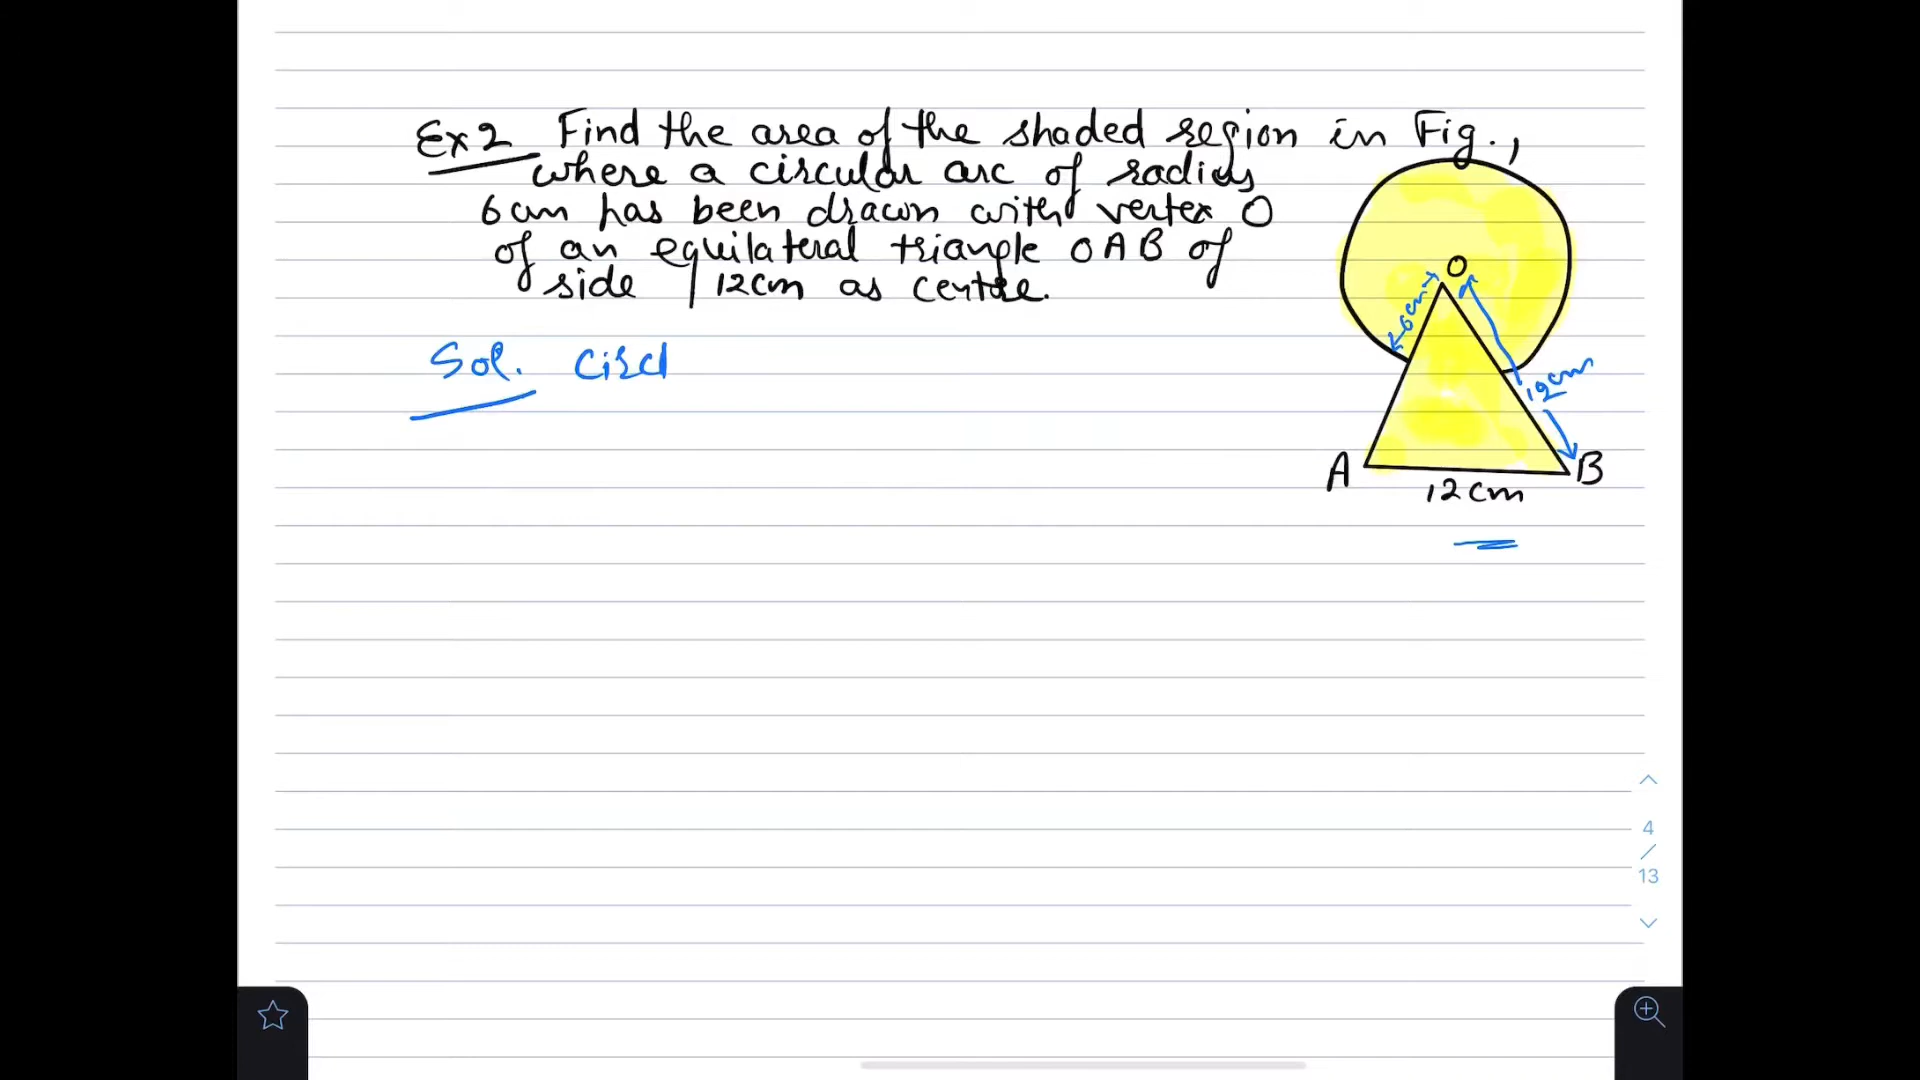 Ex 2 Find the area of the shaded region in Fig.,
where a circular arc of radius
6 cm has been drawn with vertex O
of an equilateral triangle OAB of
side 12cm as centre.
Sol. Circl
O
6cm
12cm
A
B
12cm
4
/
13